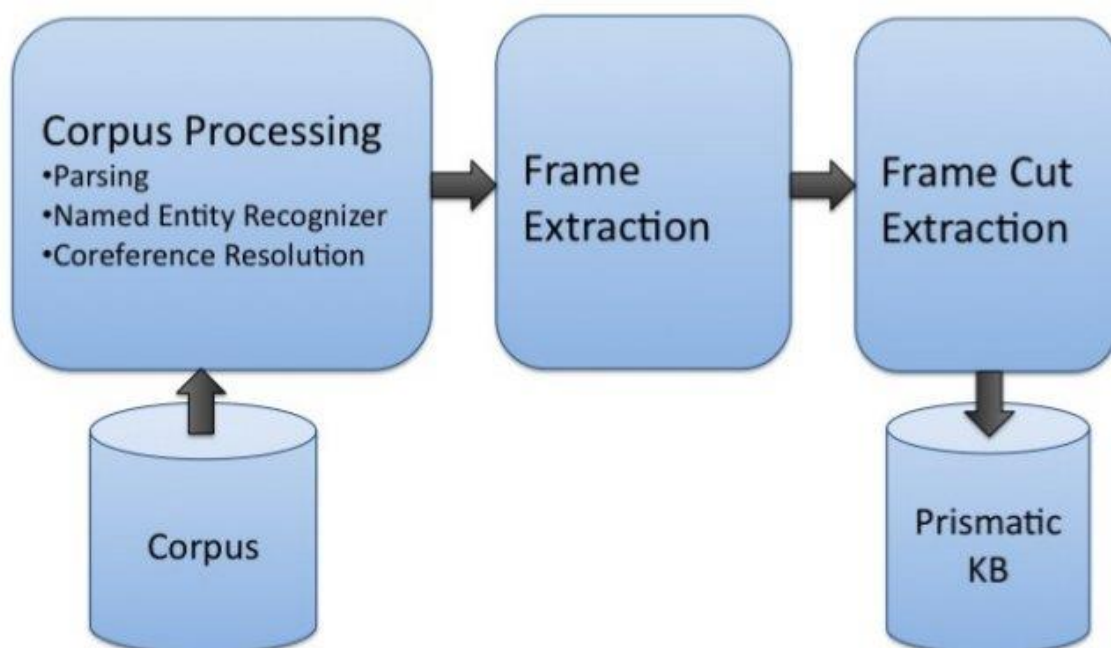 Corpus Processing
•Parsing
•Named Entity Recognizer
•Coreference Resolution
Frame
Extraction
Frame Cut
Extraction
Corpus
Prismatic
KB